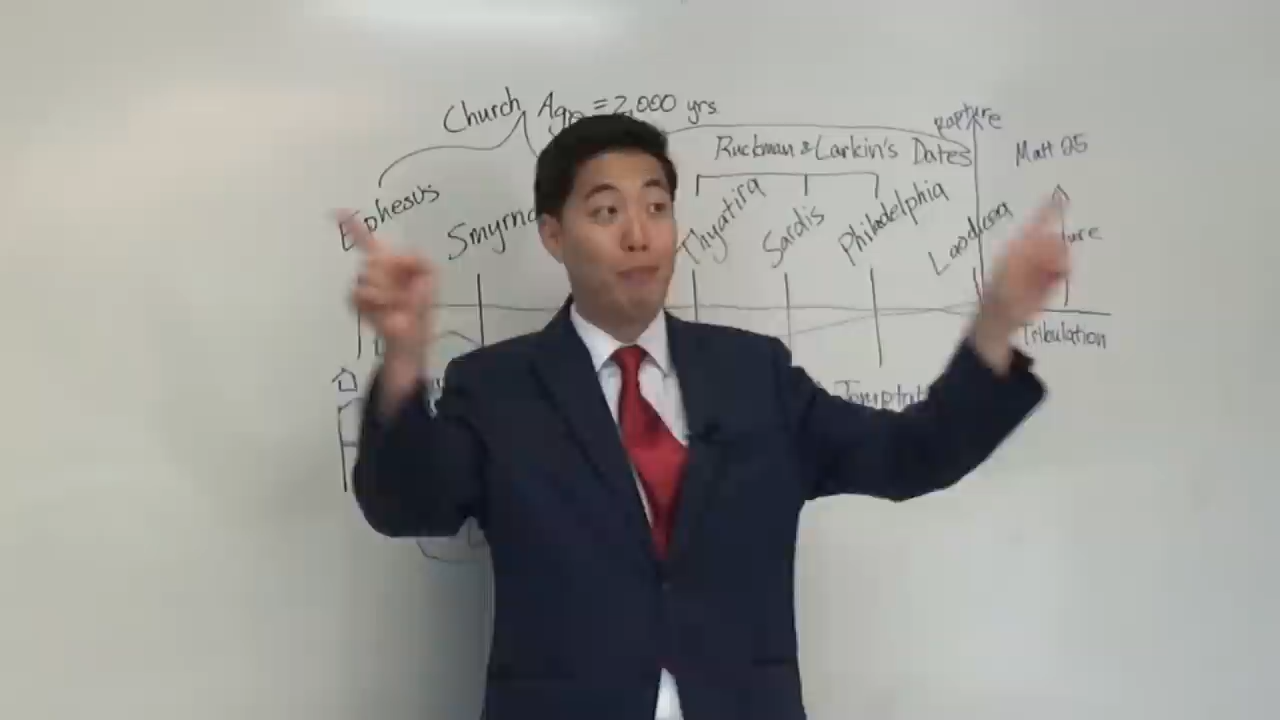 Church Age = 2,000 yrs.
Rapture
Ruckman & Larkin's Dates
Matt 25
Ephesus
Smyrna
Thyatira
Sardis
Philadelphia
Laodicea
Tribulation